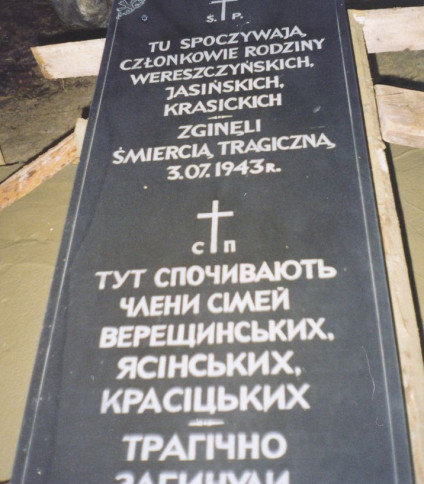 Ś. P.
TU SPOCZYWAJĄ
CZŁONKOWIE RODZINY
WERESZCZYŃSKICH,
JASIŃSKICH,
KRASICKICH
ZGINĘLI
ŚMIERCIĄ TRAGICZNĄ
3.07.1943 R.
С П
ТУТ СПОЧИВАЮТЬ
ЧЛЕНИ СІМЕЙ
ВЕРЕЩИНСЬКИХ,
ЯСІНСЬКИХ,
КРАСІЦЬКИХ
ТРАГІЧНО
ЗАГИНУЛИ